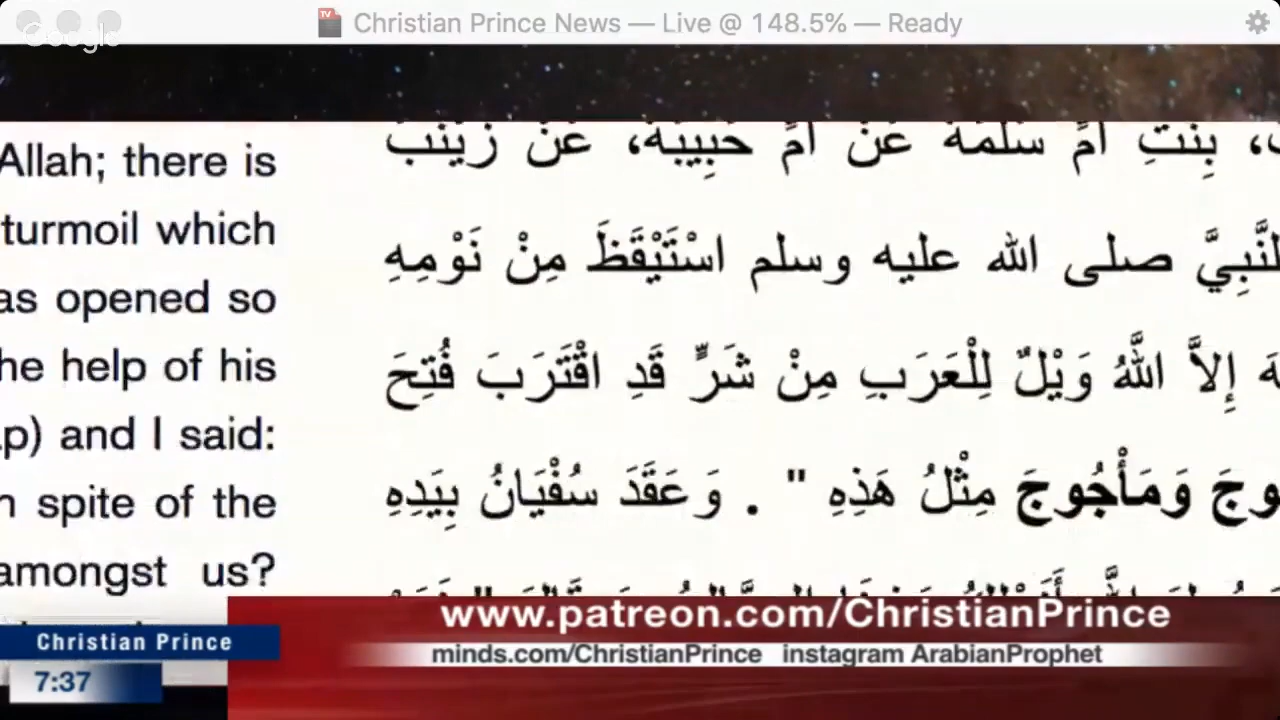 Christian Prince News — Live @ 148.5% — Ready
Google
Allah; there is
turmoil which
as opened so
he help of his
p) and I said:
n spite of the
amongst us?
بِنْتِ أُمِّ سَلَمَةَ عَنْ أُمِّ حَبِيبَةَ، عَنْ زَيْنَبَ
لنَّبِيَّ صلى الله عليه وسلم اسْتَيْقَظَ مِنْ نَوْمِهِ
هَ إِلاَّ اللَّهُ وَيْلٌ لِلْعَرَبِ مِنْ شَرٍّ قَدِ اقْتَرَبَ فُتِحَ
وجَ وَمَأْجُوجَ مِثْلُ هَذِهِ " . وَعَقَدَ سُفْيَانُ بِيَدِهِ
www.patreon.com/ChristianPrince
minds.com/ChristianPrince instagram ArabianProphet
Christian Prince
7:37